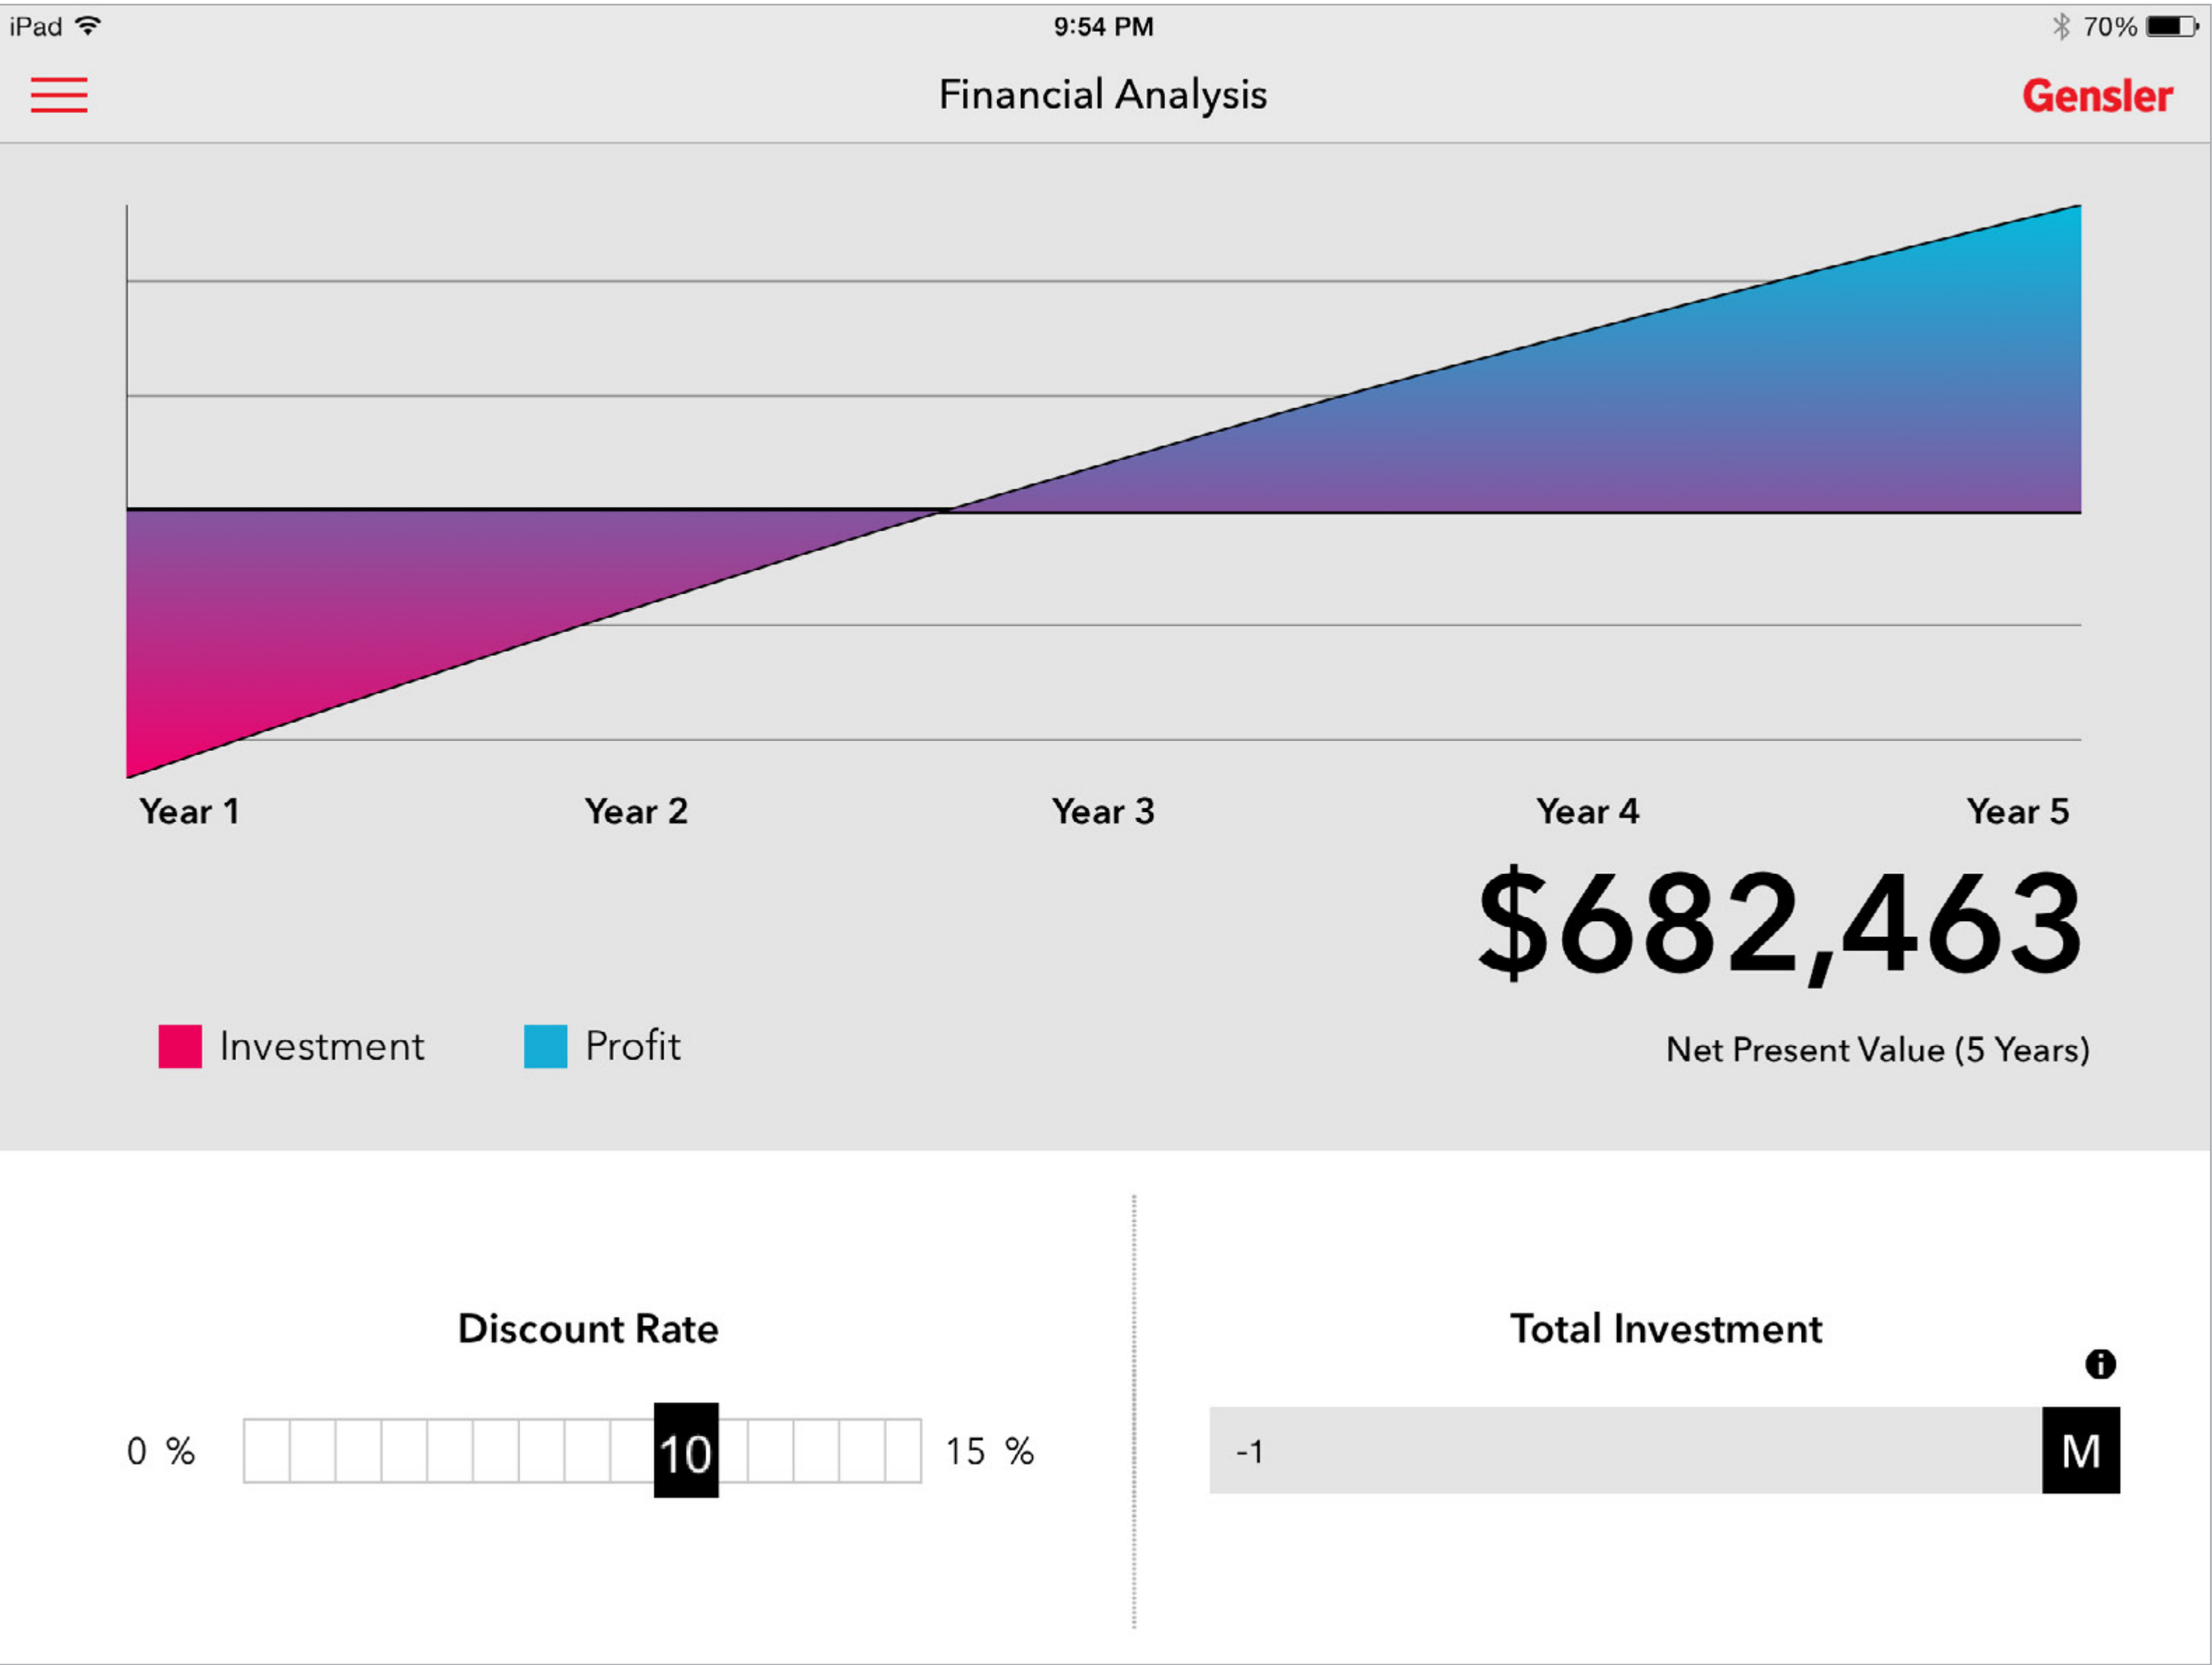 iPad 9:54 PM 70%
Financial Analysis Gensler
Year 1 Year 2 Year 3 Year 4 Year 5
$682,463
Investment Profit Net Present Value (5 Years)
Discount Rate
0 % 10 15 %
Total Investment
i
-1 M